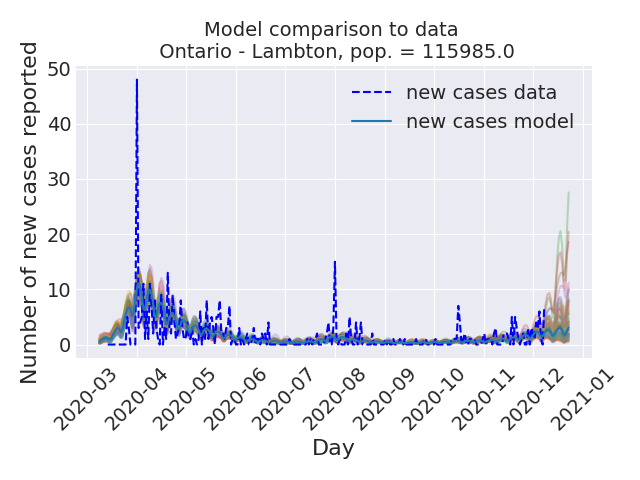 Model comparison to data
Ontario - Lambton, pop. = 115985.0
Number of new cases reported
50
40
30
20
10
0
new cases data
new cases model
2020-03
2020-04
2020-05
2020-06
2020-07
2020-08
2020-09
2020-10
2020-11
2020-12
2021-01
Day